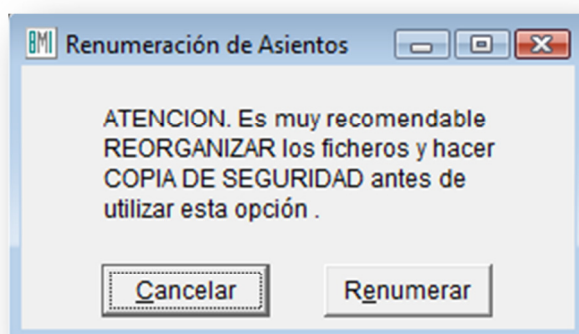 BMI Renumeración de Asientos
ATENCION. Es muy recomendable
REORGANIZAR los ficheros y hacer
COPIA DE SEGURIDAD antes de
utilizar esta opción .
Cancelar Renumerar